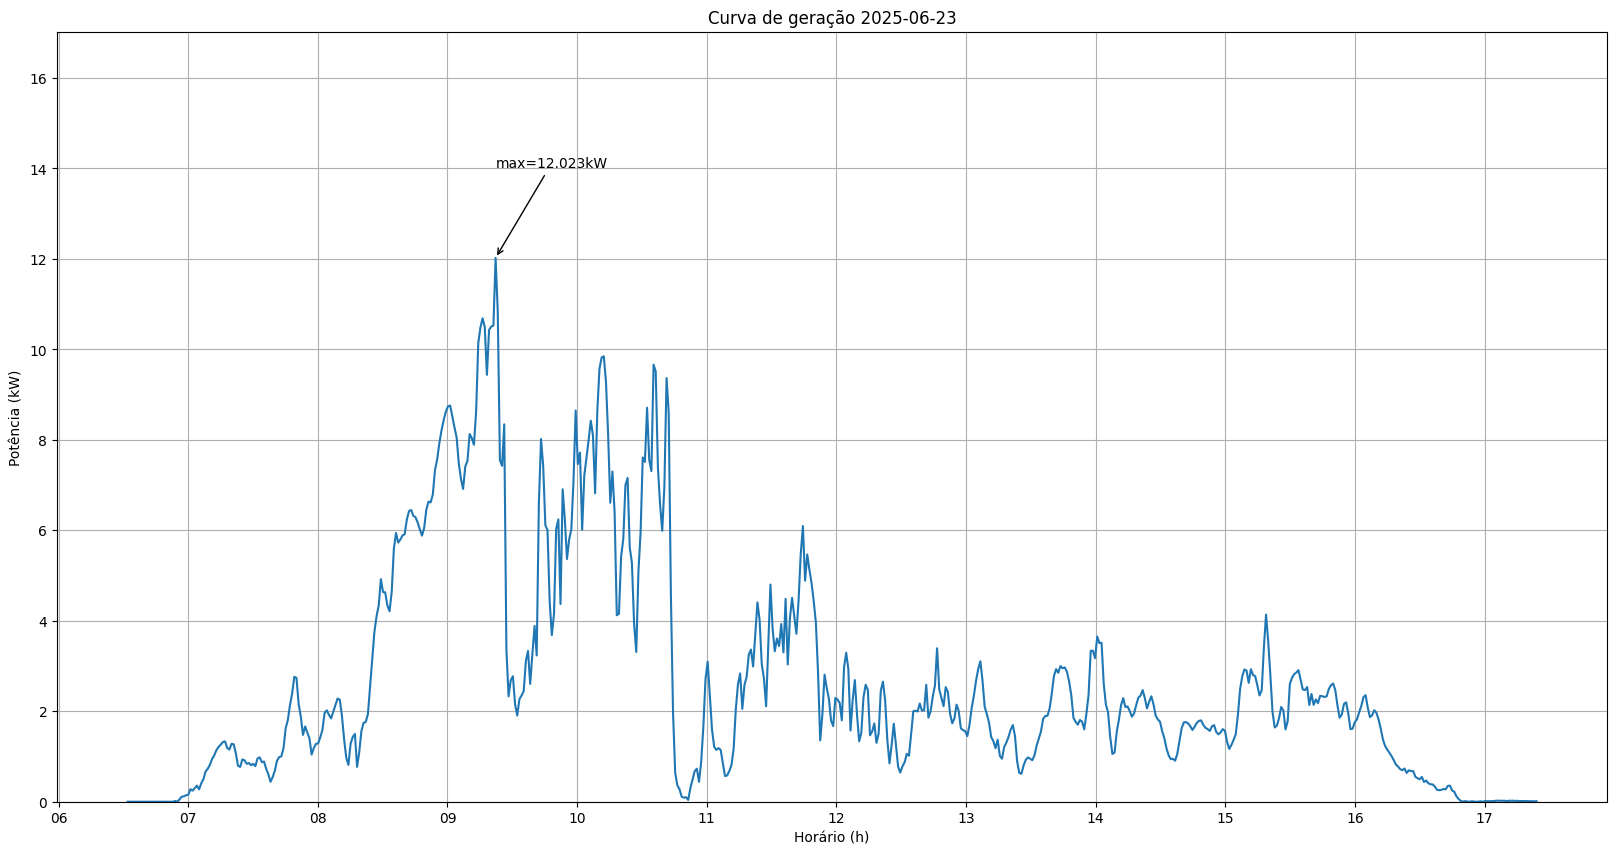 Curva de geração 2025-06-23
Potência (kW)
16
14
12
10
8
6
4
2
0
max=12.023kW
06 07 08 09 10 11 12 13 14 15 16 17
Horário (h)